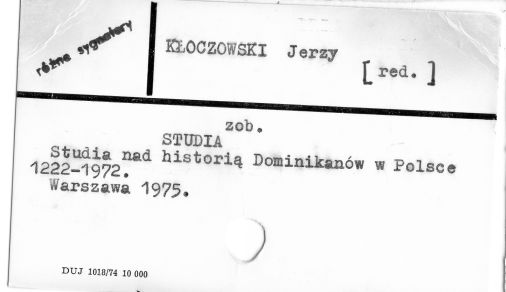 różne sygnatury
KŁOCZOWSKI Jerzy
[red.]
zob.
STUDIA
Studia nad historią Dominikanów w Polsce
1222-1972.
Warszawa 1975.
DUJ 1018/74 10 000